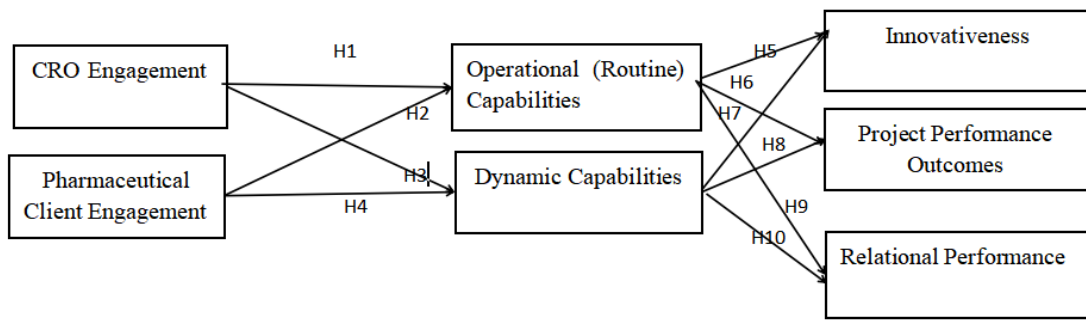 CRO Engagement
Pharmaceutical
Client Engagement
H1
H2
H3
H4
Operational (Routine)
Capabilities
Dynamic Capabilities
H5
H6
H7
H8
H9
H10
Innovativeness
Project Performance
Outcomes
Relational Performance